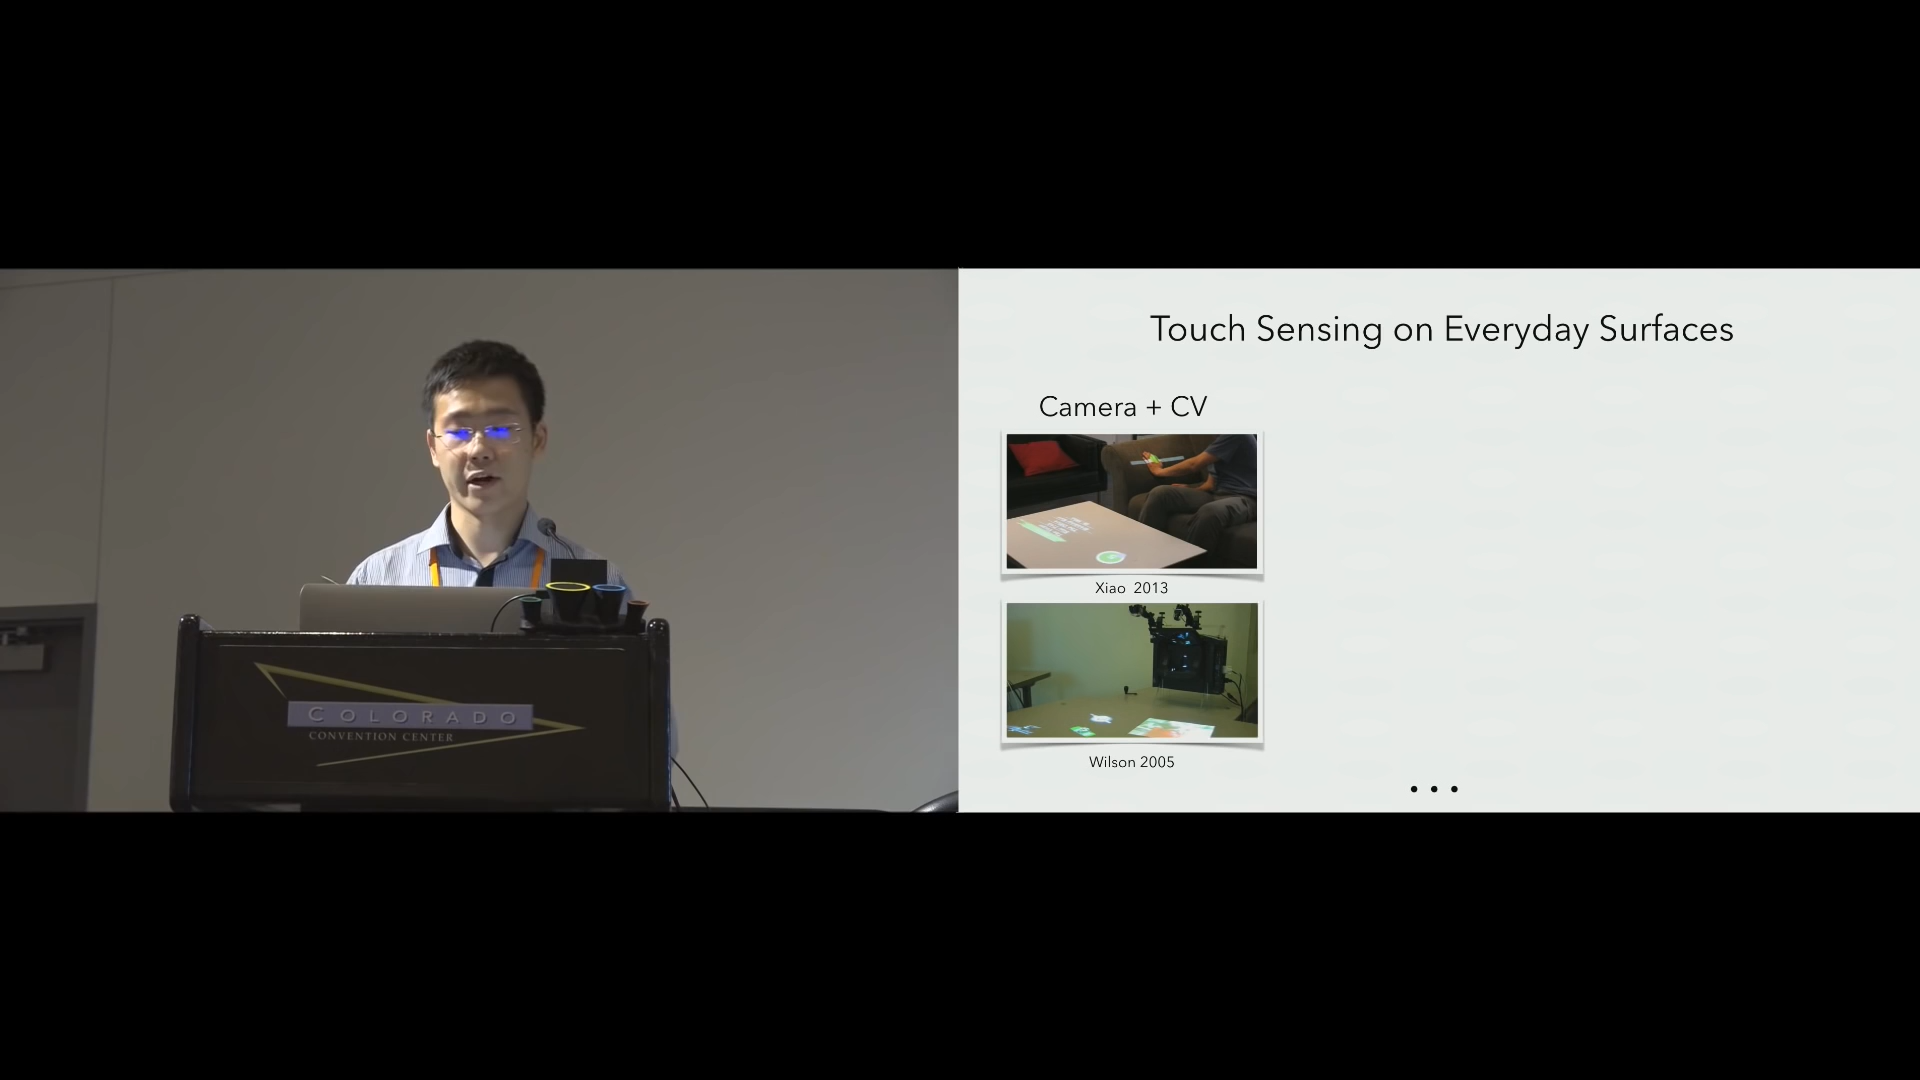 Touch Sensing on Everyday Surfaces
Camera + CV
Xiao 2013
Wilson 2005
• • •
COLORADO
CONVENTION CENTER